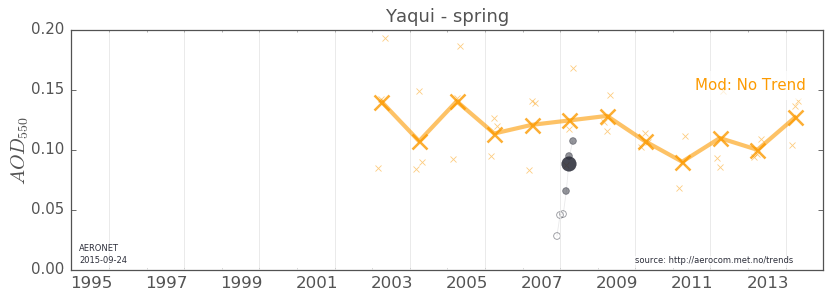 Yaqui - spring
0.20
0.15
0.10
0.05
0.00
AOD550
Mod: No Trend
AERONET
2015-09-24
source: http://aerocom.met.no/trends
1995 1997 1999 2001 2003 2005 2007 2009 2011 2013